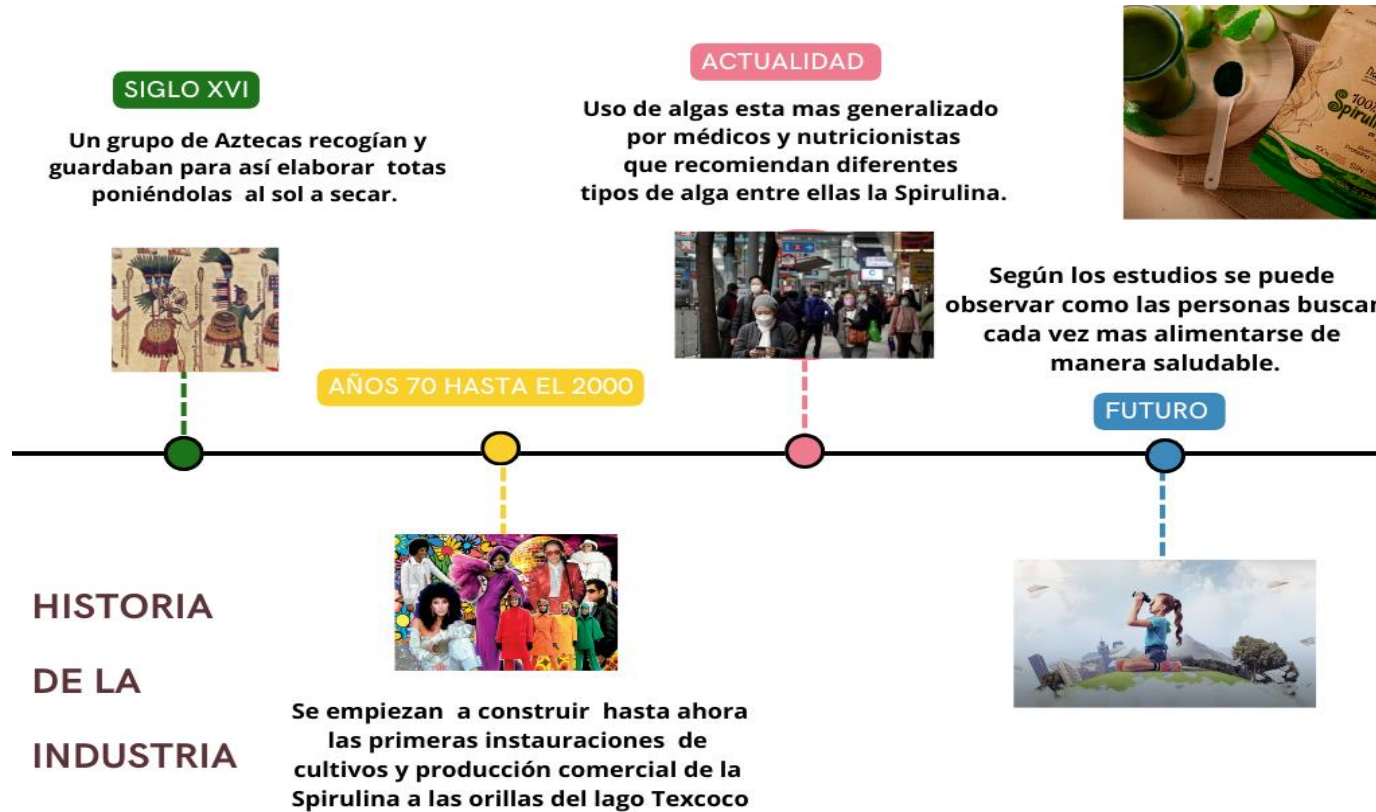 SIGLO XVI
Un grupo de Aztecas recogían y
guardaban para así elaborar totas
poniéndolas al sol a secar.
AÑOS 70 HASTA EL 2000
Se empiezan a construir hasta ahora
las primeras instauraciones de
cultivos y producción comercial de la
Spirulina a las orillas del lago Texcoco
ACTUALIDAD
Uso de algas esta mas generalizado
por médicos y nutricionistas
que recomiendan diferentes
tipos de alga entre ellas la Spirulina.
100%
Según los estudios se puede
observar como las personas buscan
cada vez mas alimentarse de
manera saludable.
FUTURO
HISTORIA
DE LA
INDUSTRIA